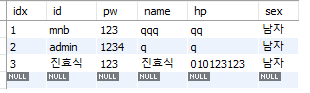 idx id pw name hp sex
1 mnb 123 qqq qq 남자
2 admin 1234 q q 남자
3 진효식 123 진효식 010123123 남자
NULL NULL NULL NULL NULL NULL